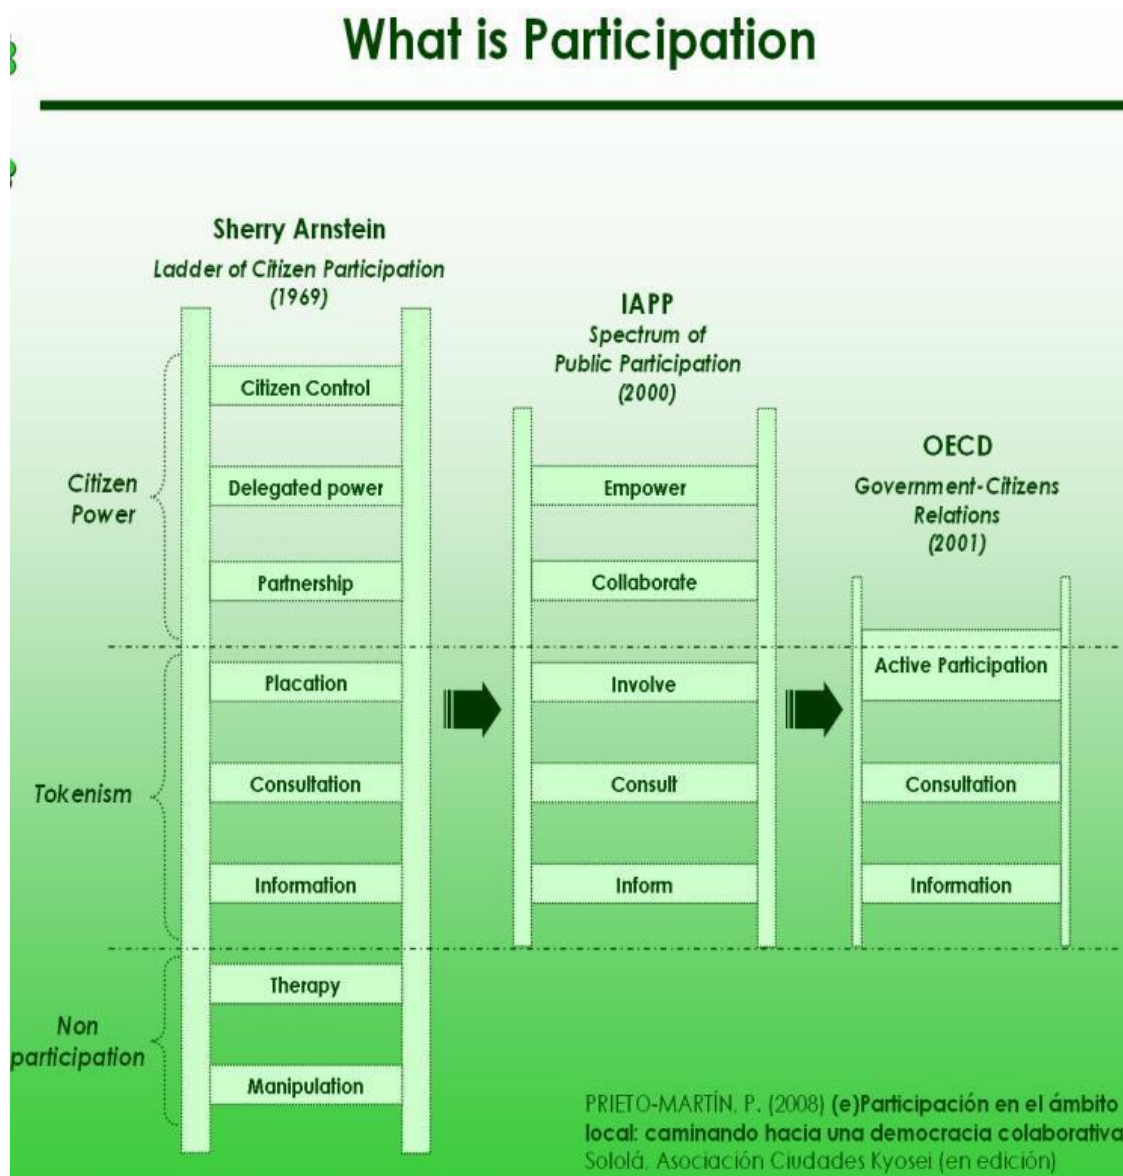 What is Participation
Sherry Arnstein
Ladder of Citizen Participation
(1969)
Citizen Control
Delegated power
Partnership
Placation
Consultation
Information
Therapy
Manipulation
Citizen
Power
Tokenism
Non
participation
IAPP
Spectrum of
Public Participation
(2000)
Empower
Collaborate
Involve
Consult
Inform
OECD
Government-Citizens
Relations
(2001)
Active Participation
Consultation
Information
PRIETO-MARTÍN, P. (2008) (e)Participación en el ámbito
local: caminando hacia una democracia colaborativa
Sololá, Asociación Ciudades Kyosei (en edición)